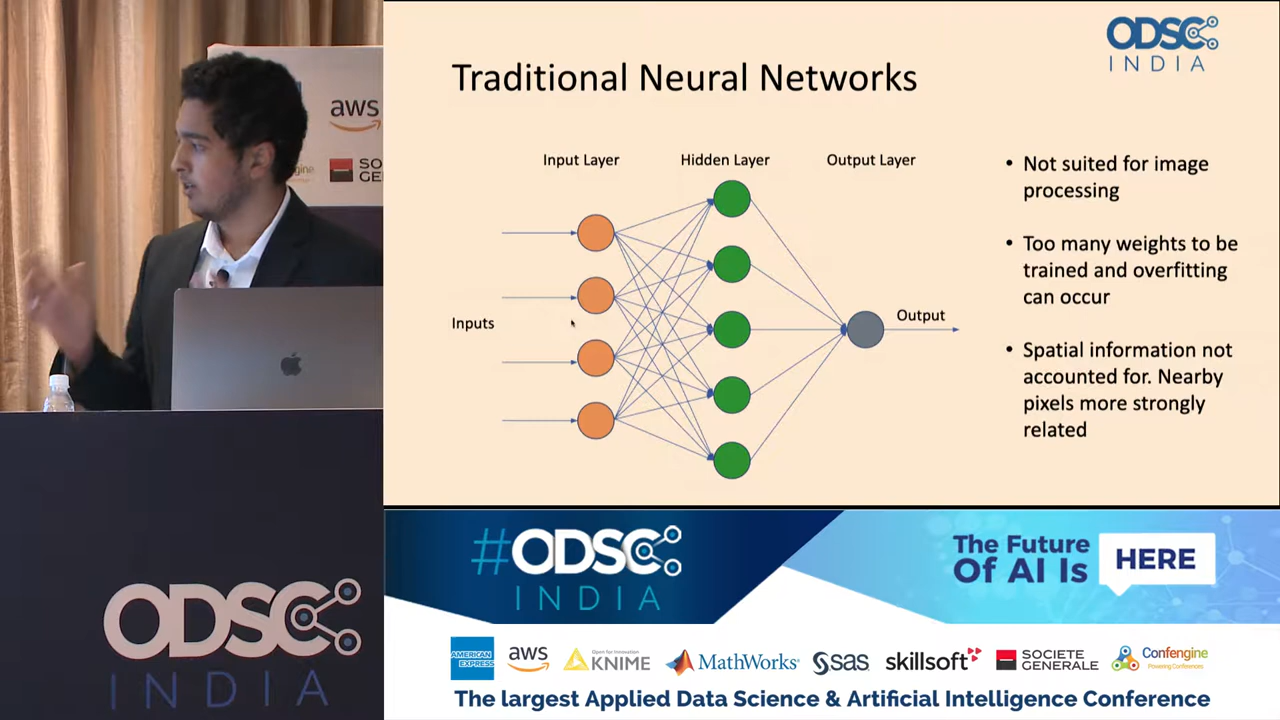 aws
SO
GE
ODSC
INDIA
ODSC
INDIA
Traditional Neural Networks
Input Layer
Hidden Layer
Output Layer
Inputs
Output
• Not suited for image
processing
• Too many weights to be
trained and overfitting
can occur
• Spatial information not
accounted for. Nearby
pixels more strongly
related
#ODSC
INDIA
The Future
Of AI Is
HERE
AMERICAN
EXPRESS
aws
Open for Innovation
KNIME
MathWorks
sas
skillsoft
SOCIETE
GENERALE
Confengine
Powering Conferences
The largest Applied Data Science & Artificial Intelligence Conference